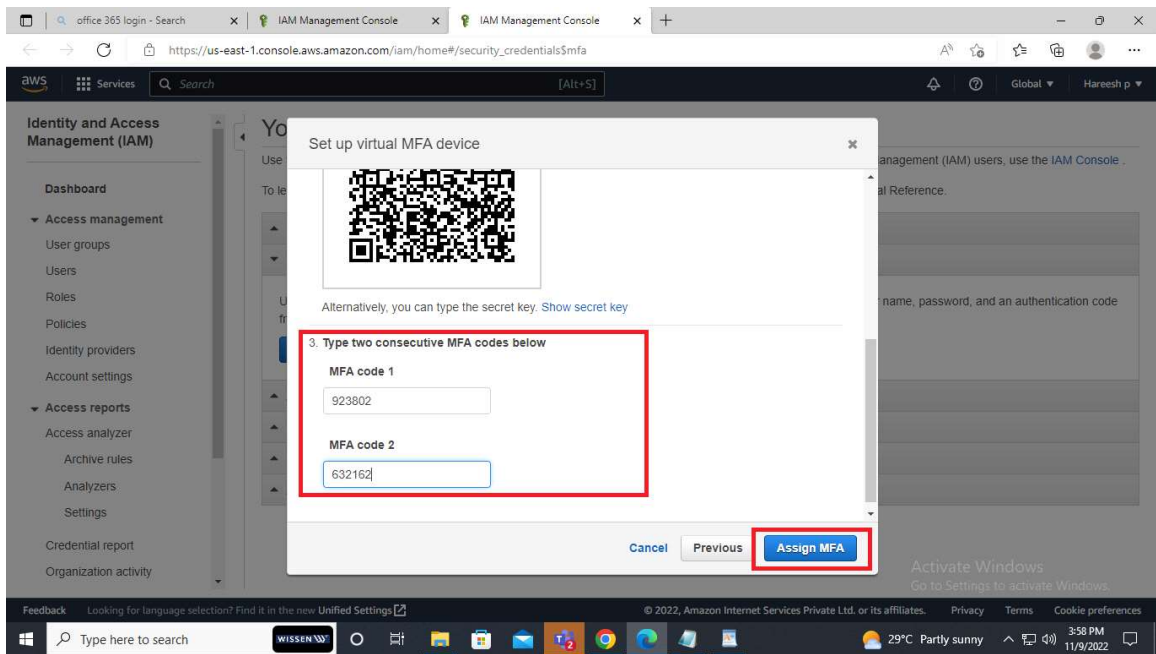 office 365 login - Search
IAM Management Console
IAM Management Console
https://us-east-1.console.aws.amazon.com/iam/home#/security_credentials$mfa
aws
Services
Search
[Alt+S]
Global
Hareesh p
Identity and Access
Management (IAM)
Dashboard
Access management
User groups
Users
Roles
Policies
Identity providers
Account settings
Access reports
Access analyzer
Archive rules
Analyzers
Settings
Credential report
Organization activity
Yo
Use
anagement (IAM) users, use the IAM Console .
To le
al Reference.
name, password, and an authentication code
Set up virtual MFA device
Alternatively, you can type the secret key. Show secret key
3. Type two consecutive MFA codes below
MFA code 1
923802
MFA code 2
632162
Cancel
Previous
Assign MFA
Activate Windows
Go to Settings to activate Windows.
Feedback
Looking for language selection? Find it in the new Unified Settings
© 2022, Amazon Internet Services Private Ltd. or its affiliates.
Privacy
Terms
Cookie preferences
Type here to search
WISSEN
29°C Partly sunny
3:58 PM
11/9/2022